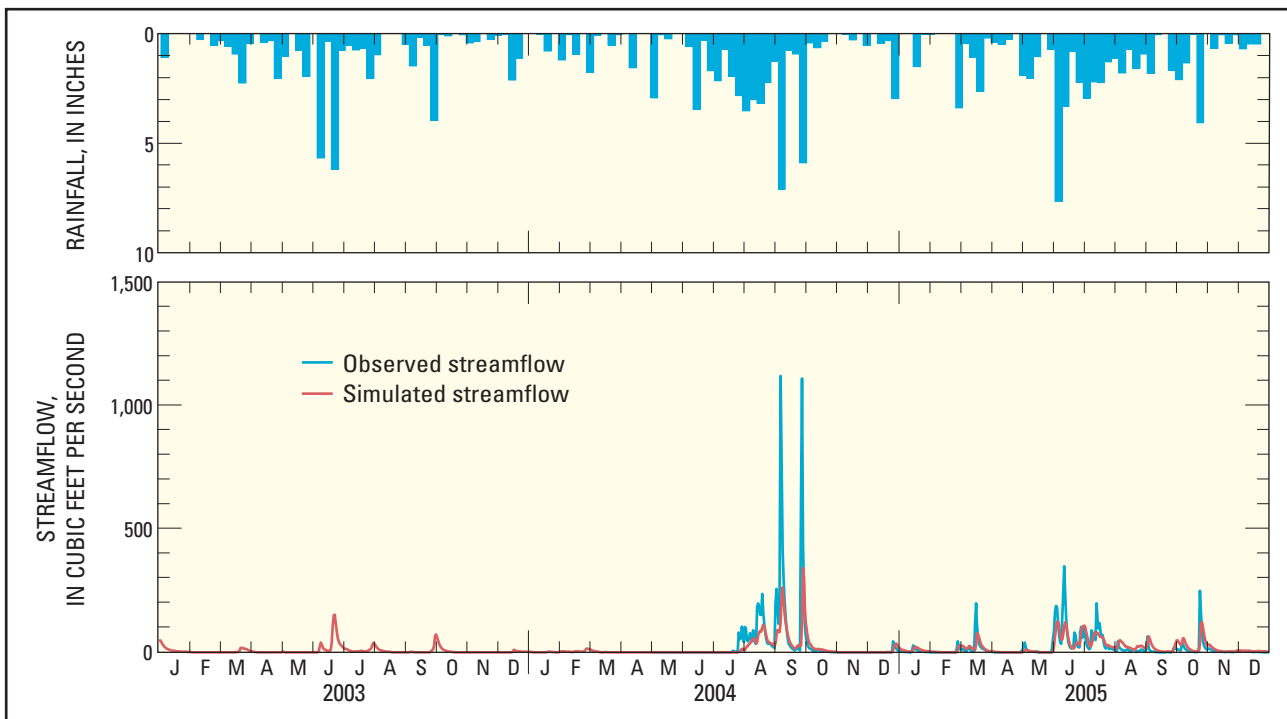 RAINFALL, IN INCHES
0
5
10
STREAMFLOW,
IN CUBIC FEET PER SECOND
1,500
1,000
500
0
Observed streamflow
Simulated streamflow
J F M A M J J A S O N D J F M A M J J A S O N D J F M A M J J A S O N D
2003 2004 2005